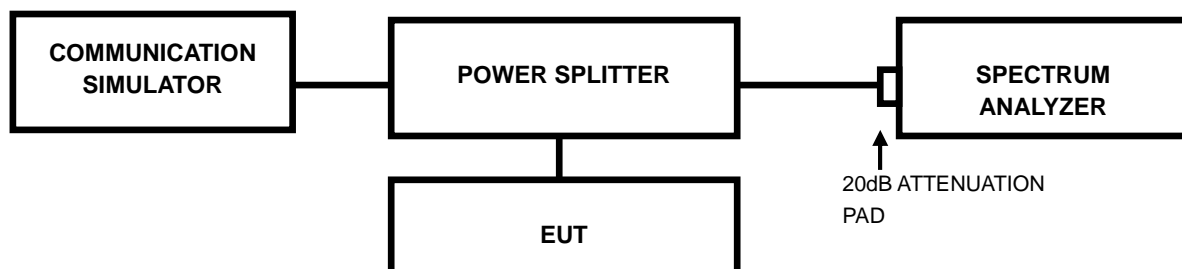 COMMUNICATION
SIMULATOR
POWER SPLITTER
SPECTRUM
ANALYZER
20dB ATTENUATION
PAD
EUT